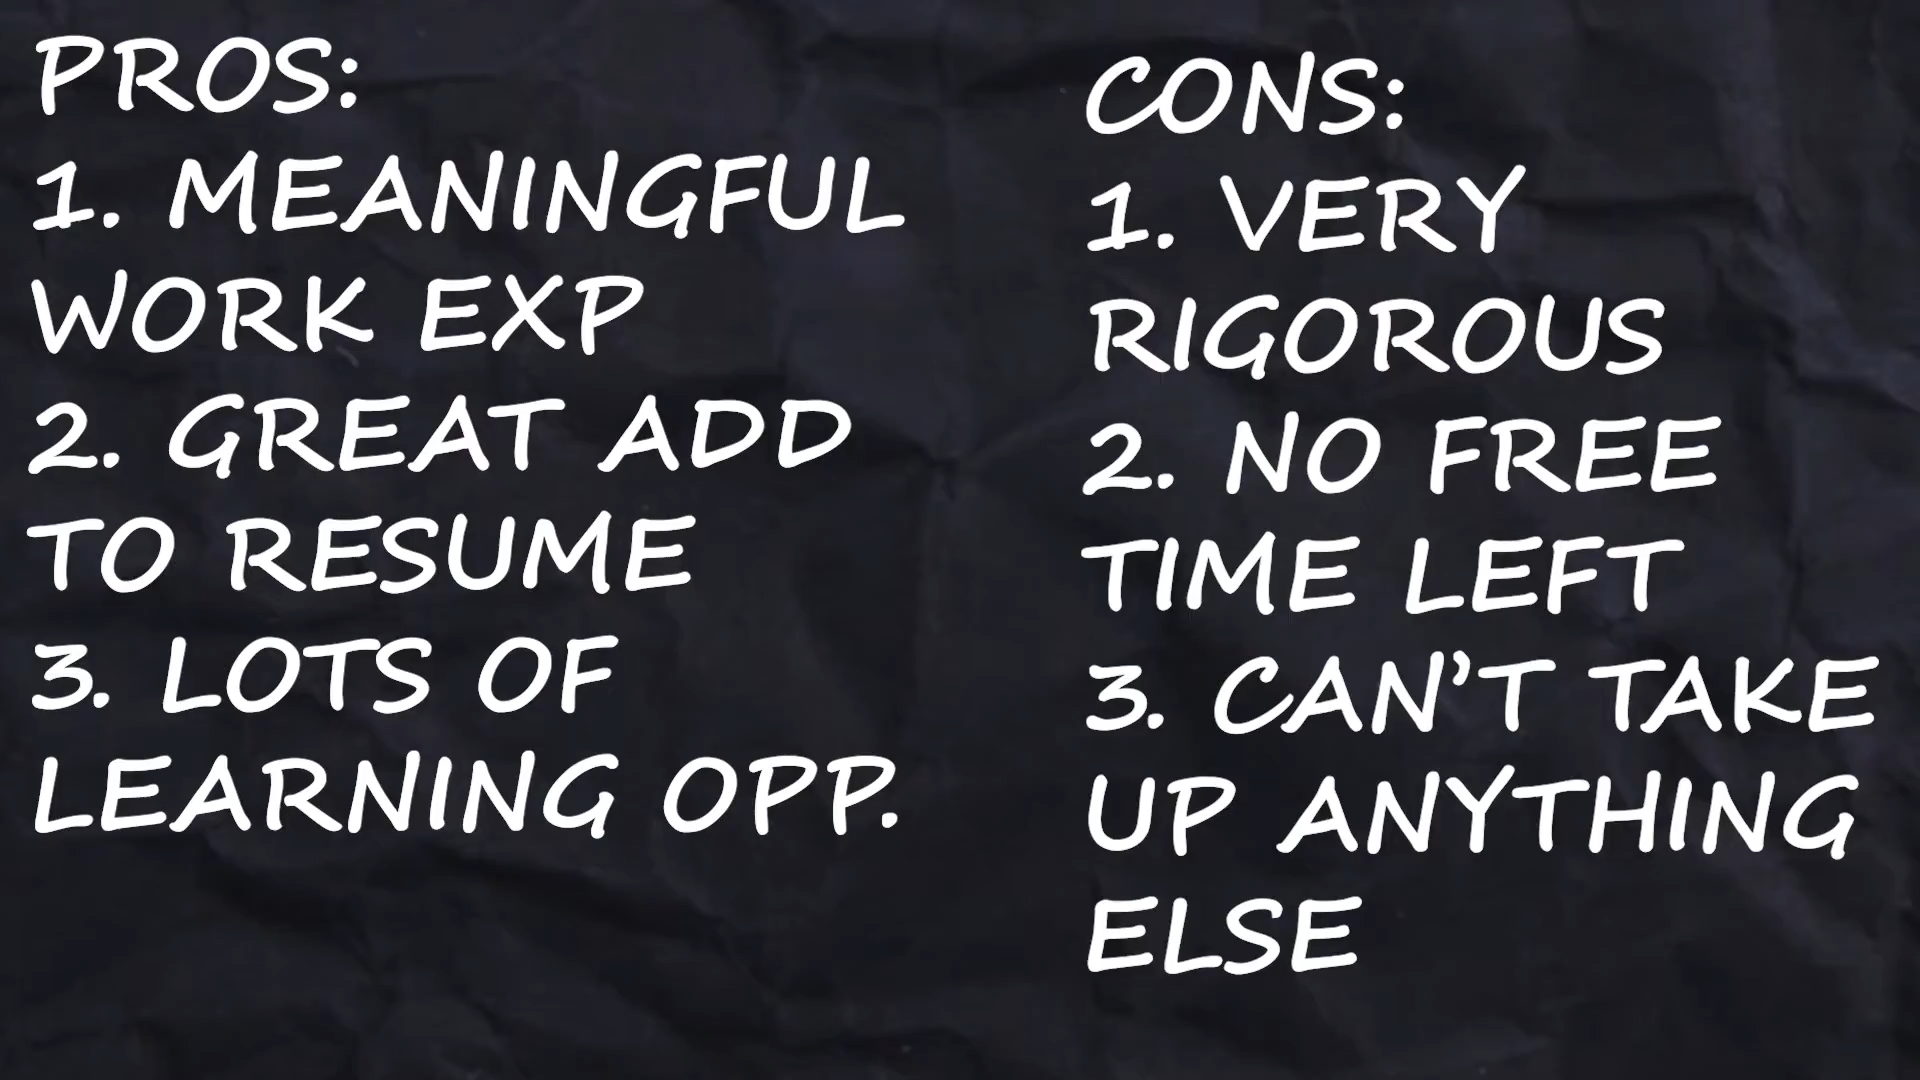 PROS:
1. MEANINGFUL
WORK EXP
2. GREAT ADD
TO RESUME
3. LOTS OF
LEARNING OPP.
CONS:
1. VERY
RIGOROUS
2. NO FREE
TIME LEFT
3. CAN'T TAKE
UP ANYTHING
ELSE